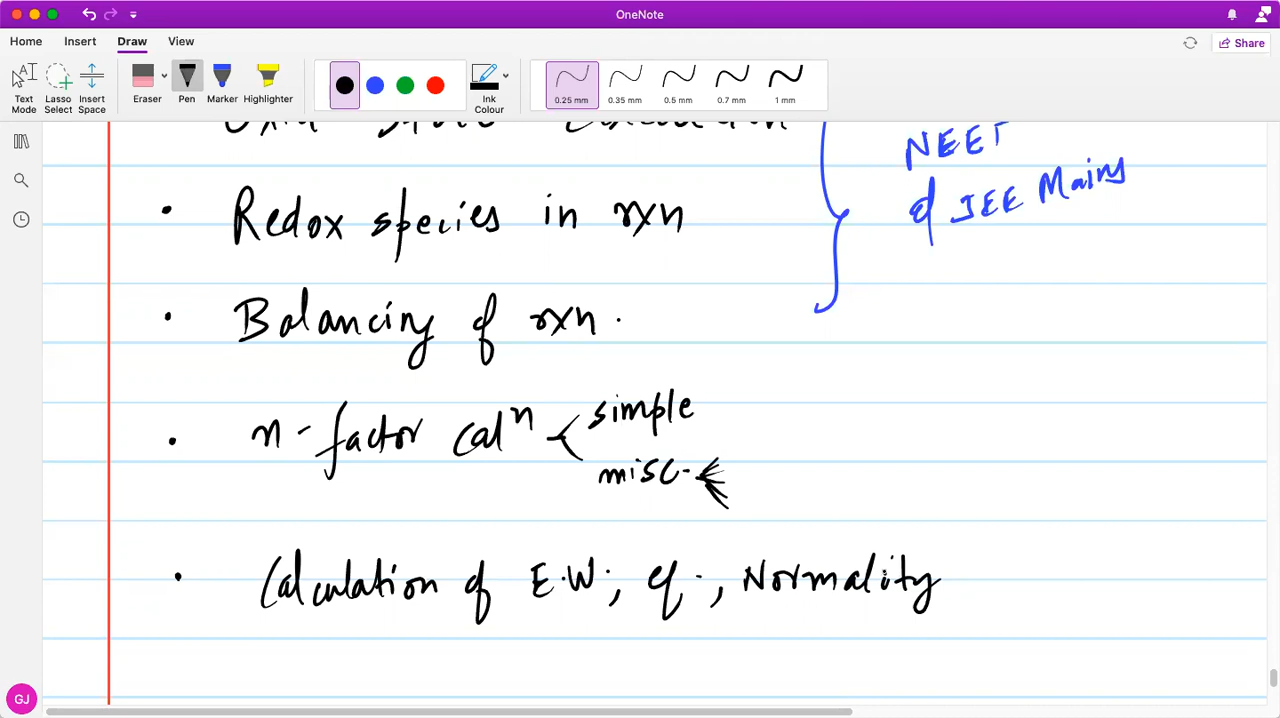 OneNote
Home Insert Draw View
Share
Text Mode
Lasso Select
Insert Space
Eraser
Pen
Marker
Highlighter
Ink Colour
0.25 mm 0.35 mm 0.5 mm 0.7 mm 1 mm
NEET
& JEE Mains
• Redox species in rxn
• Balancing of rxn.
• n-factor calⁿ < simple
misc.
• Calculation of E.W., eq., Normality
GJ